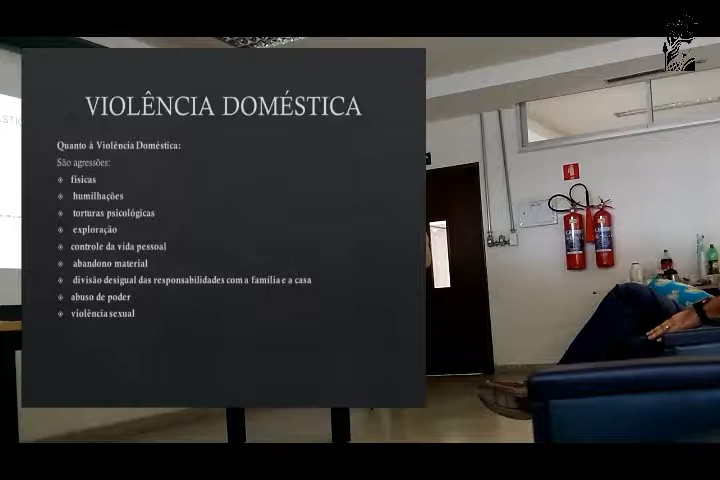 VIOLÊNCIA DOMÉSTICA
Quanto à Violência Doméstica:
São agressões:
físicas
humilhações
torturas psicológicas
exploração
controle da vida pessoal
abandono material
divisão desigual das responsabilidades com a família e a casa
abuso de poder
violência sexual